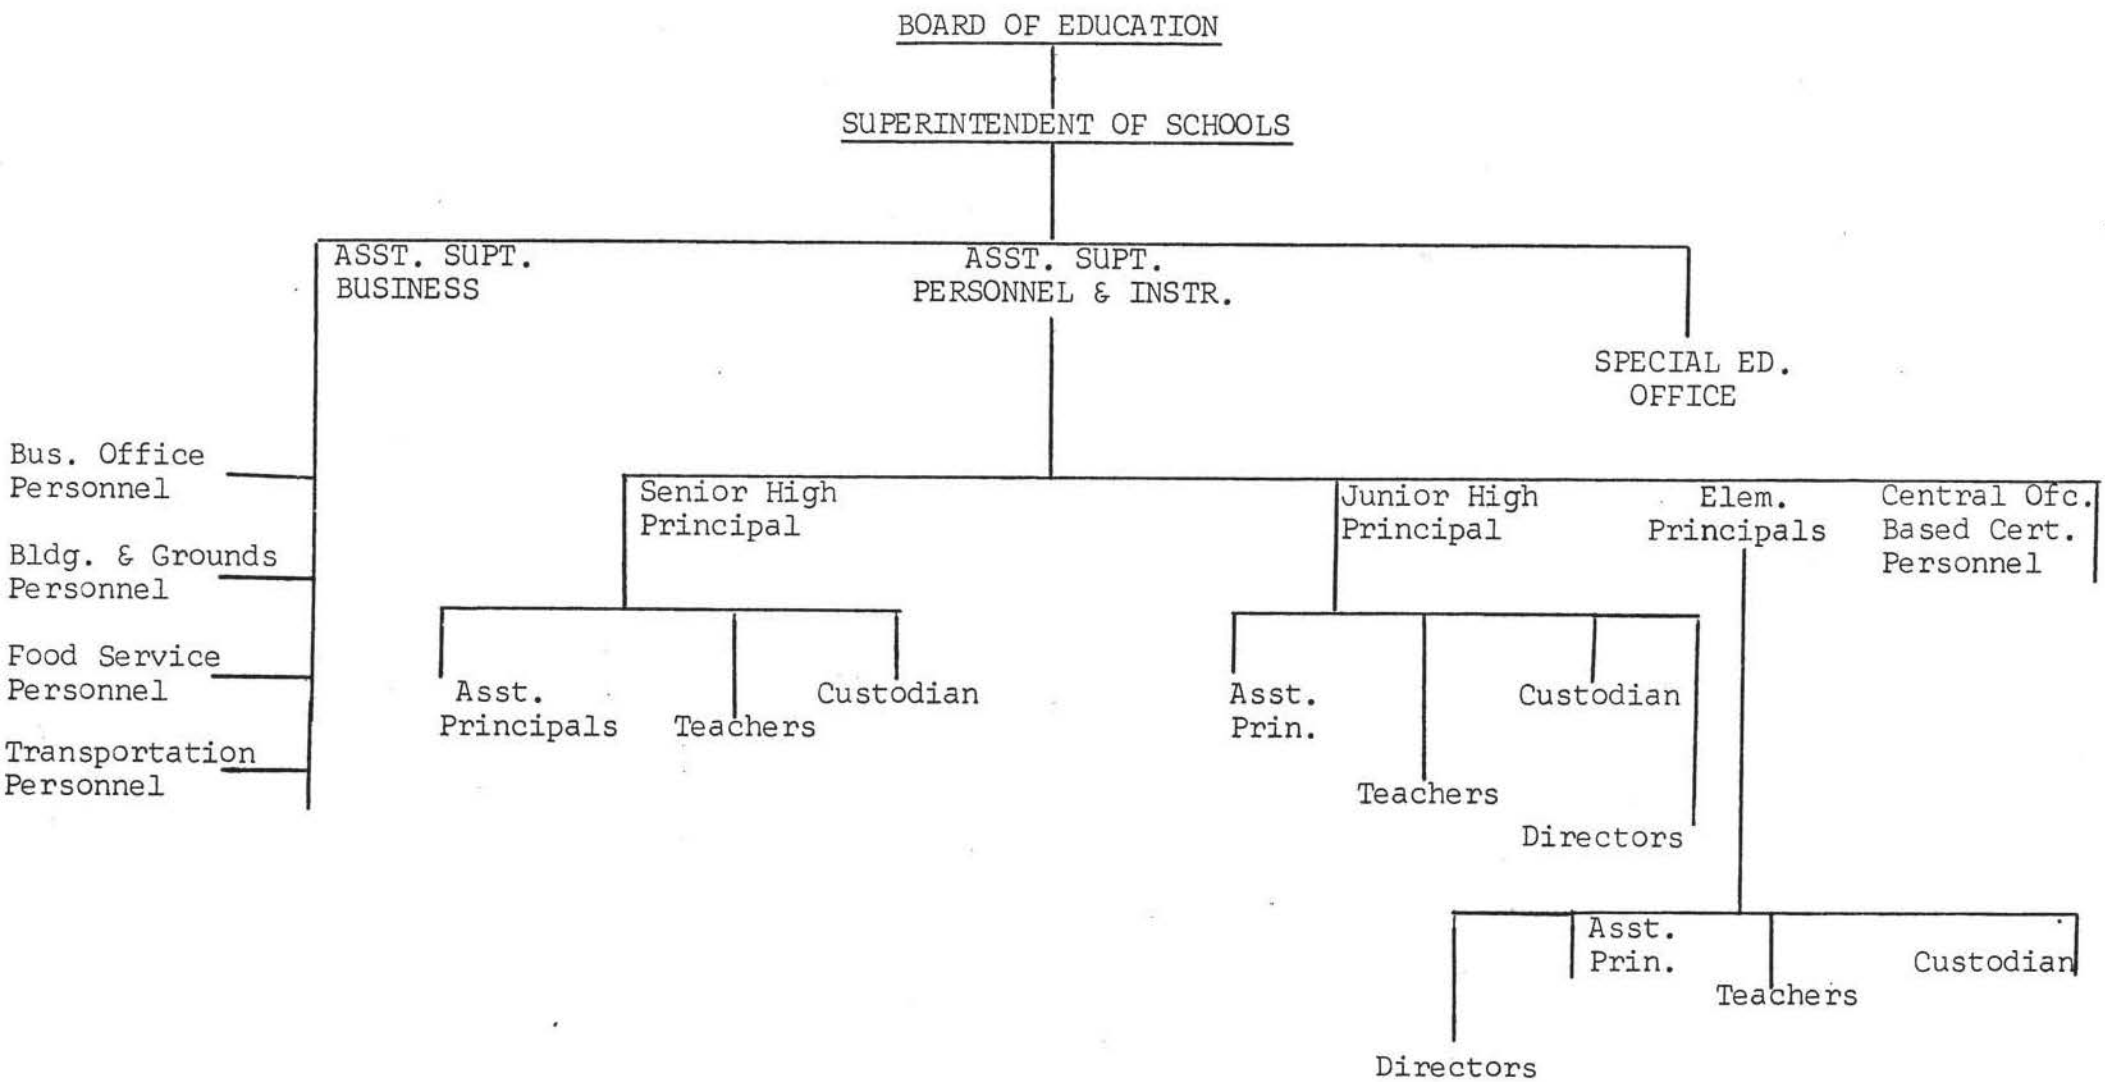 BOARD OF EDUCATION
SUPERINTENDENT OF SCHOOLS
ASST. SUPT.
BUSINESS
ASST. SUPT.
PERSONNEL & INSTR.
SPECIAL ED.
OFFICE
Bus. Office
Personnel
Bldg. & Grounds
Personnel
Food Service
Personnel
Transportation
Personnel
Senior High
Principal
Junior High
Principal
Elem.
Principals
Central Ofc.
Based Cert.
Personnel
Asst.
Principals
Teachers
Custodian
Asst.
Prin.
Teachers
Custodian
Directors
Directors
Asst.
Prin.
Teachers
Custodian